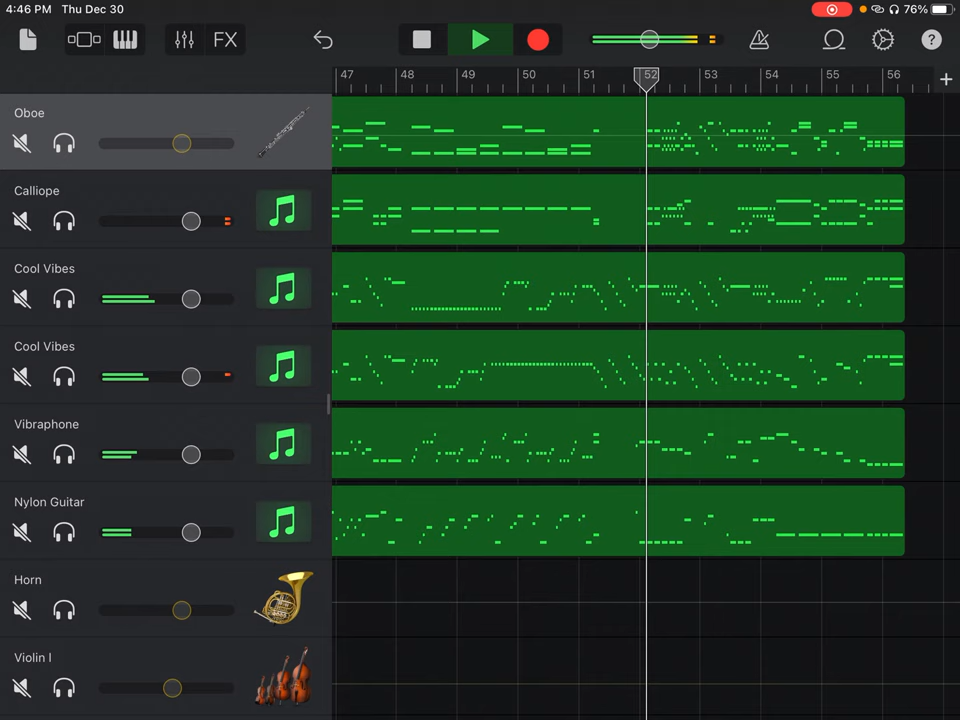 4:46 PM Thu Dec 30
76%
FX
?
47 48 49 50 51 52 53 54 55 56 +
Oboe
Calliope
Cool Vibes
Cool Vibes
Vibraphone
Nylon Guitar
Horn
Violin I